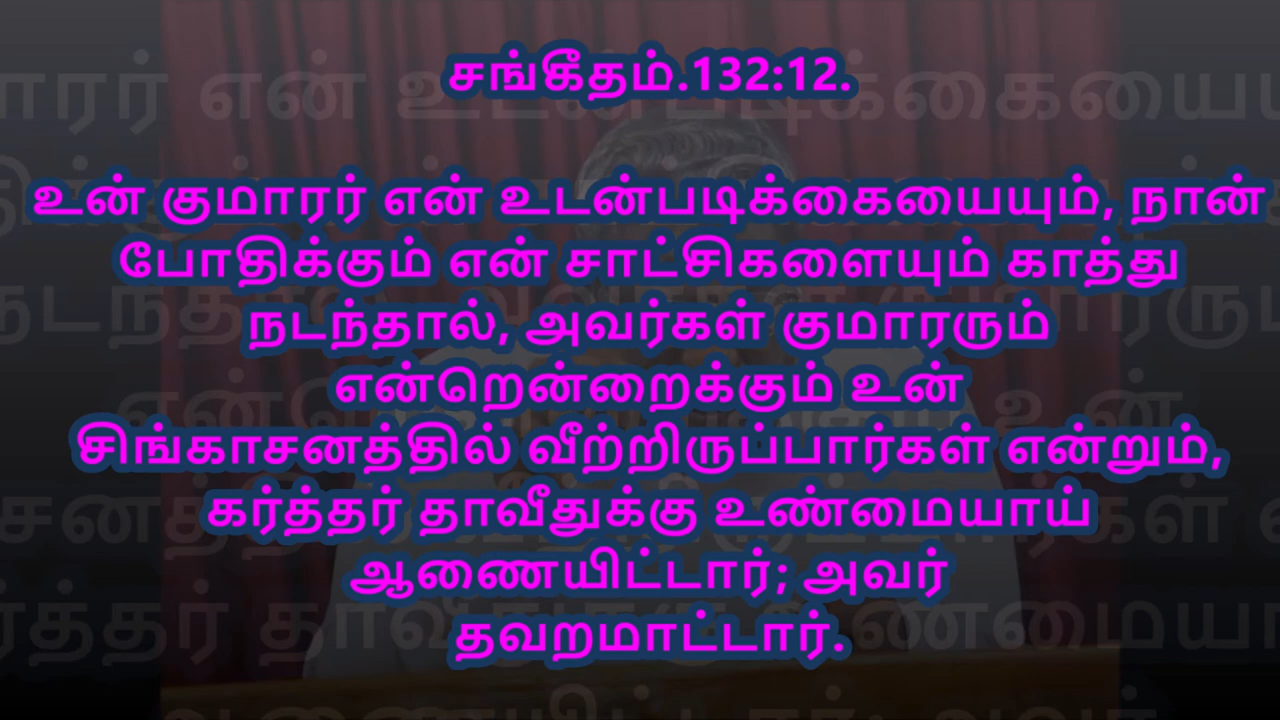 சங்கீதம்.132:12.
உன் குமாரர் என் உடன்படிக்கையையும், நான்
போதிக்கும் என் சாட்சிகளையும் காத்து
நடந்தால், அவர்கள் குமாரரும்
என்றென்றைக்கும் உன்
சிங்காசனத்தில் வீற்றிருப்பார்கள் என்றும்,
கர்த்தர் தாவீதுக்கு உண்மையாய்
ஆணையிட்டார்; அவர்
தவறமாட்டார்.